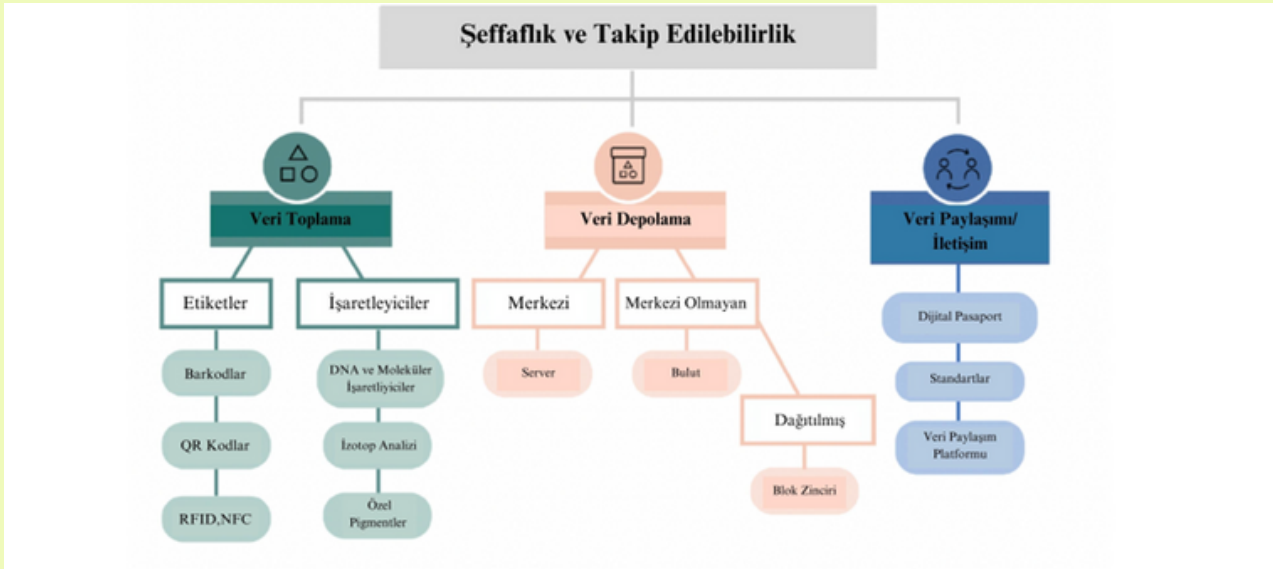 Şeffaflık ve Takip Edilebilirlik
Veri Toplama
Veri Depolama
Veri Paylaşımı/
İletişim
Etiketler
İşaretleyiciler
Merkezi
Merkezi Olmayan
Dijital Pasaport
Barkodlar
DNA ve Moleküler
İşaretliyiciler
Server
Bulut
Standartlar
Dağıtılmış
QR Kodlar
İzotop Analizi
Veri Paylaşım
Platformu
Blok Zinciri
RFID,NFC
Özel
Pigmentler